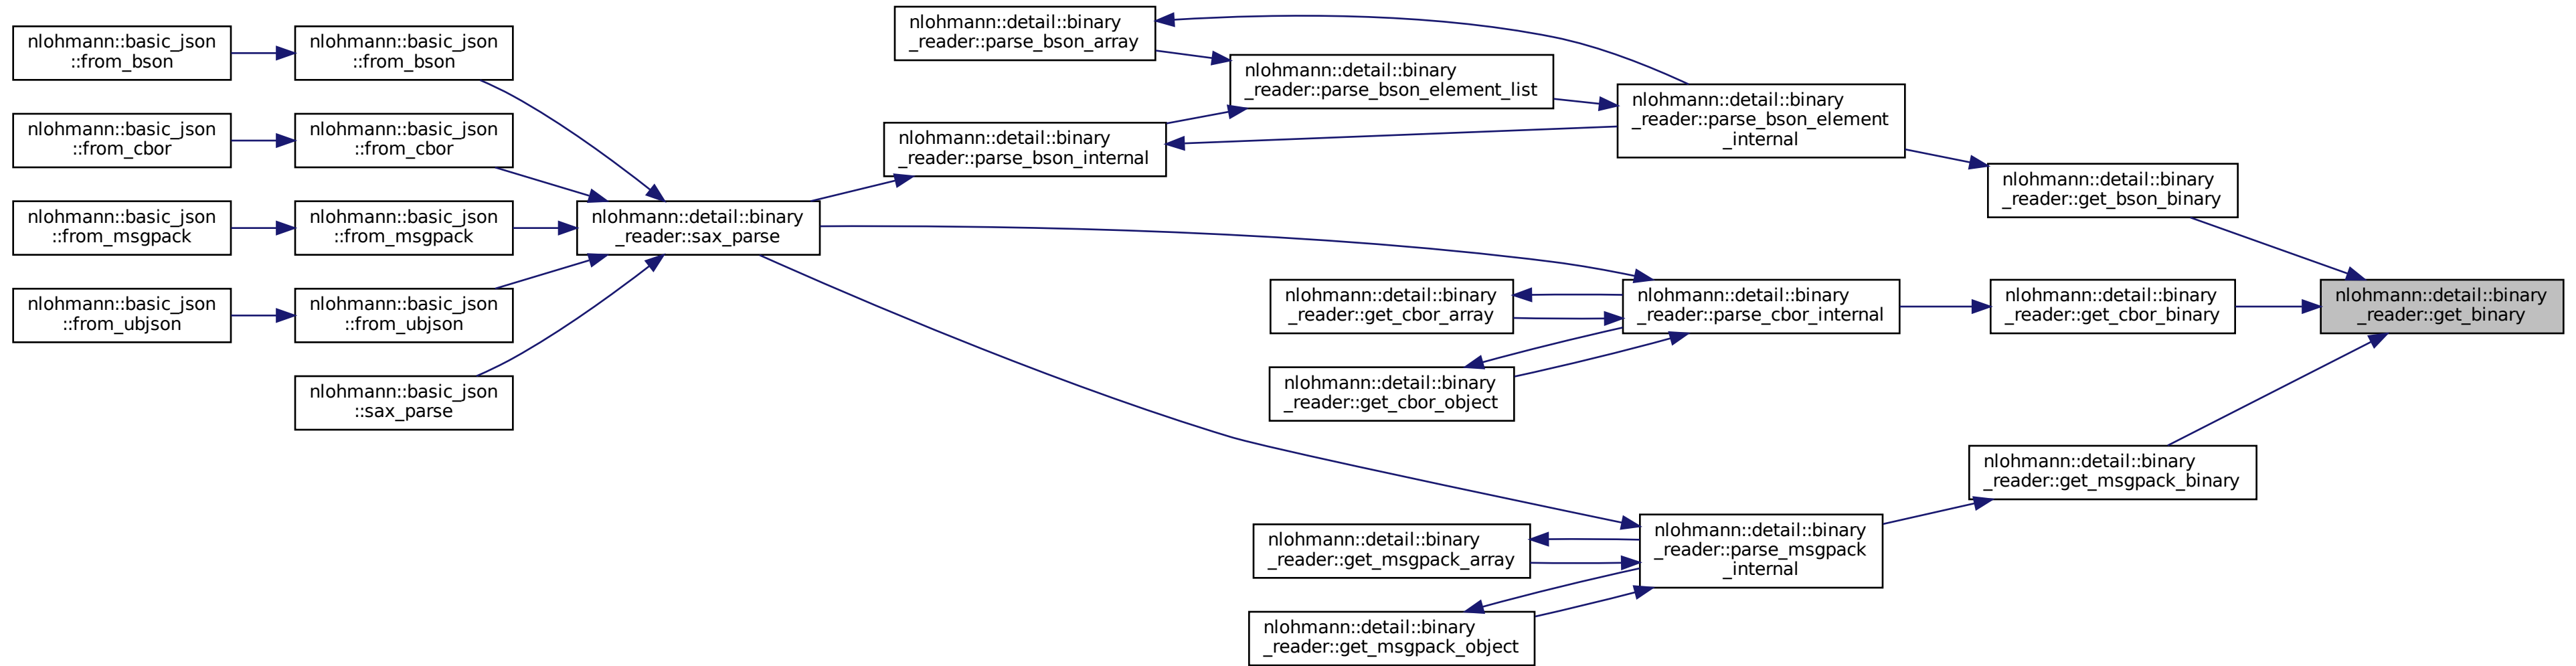 nlohmann::basic_json
::from_bson
nlohmann::basic_json
::from_cbor
nlohmann::basic_json
::from_msgpack
nlohmann::basic_json
::from_ubjson
nlohmann::basic_json
::from_bson
nlohmann::basic_json
::from_cbor
nlohmann::basic_json
::from_msgpack
nlohmann::basic_json
::from_ubjson
nlohmann::basic_json
::sax_parse
nlohmann::detail::binary
_reader::sax_parse
nlohmann::detail::binary
_reader::parse_bson_array
nlohmann::detail::binary
_reader::parse_bson_internal
nlohmann::detail::binary
_reader::parse_bson_element_list
nlohmann::detail::binary
_reader::get_cbor_array
nlohmann::detail::binary
_reader::get_cbor_object
nlohmann::detail::binary
_reader::get_msgpack_array
nlohmann::detail::binary
_reader::get_msgpack_object
nlohmann::detail::binary
_reader::parse_bson_element
_internal
nlohmann::detail::binary
_reader::parse_cbor_internal
nlohmann::detail::binary
_reader::parse_msgpack
_internal
nlohmann::detail::binary
_reader::get_bson_binary
nlohmann::detail::binary
_reader::get_cbor_binary
nlohmann::detail::binary
_reader::get_msgpack_binary
nlohmann::detail::binary
_reader::get_binary